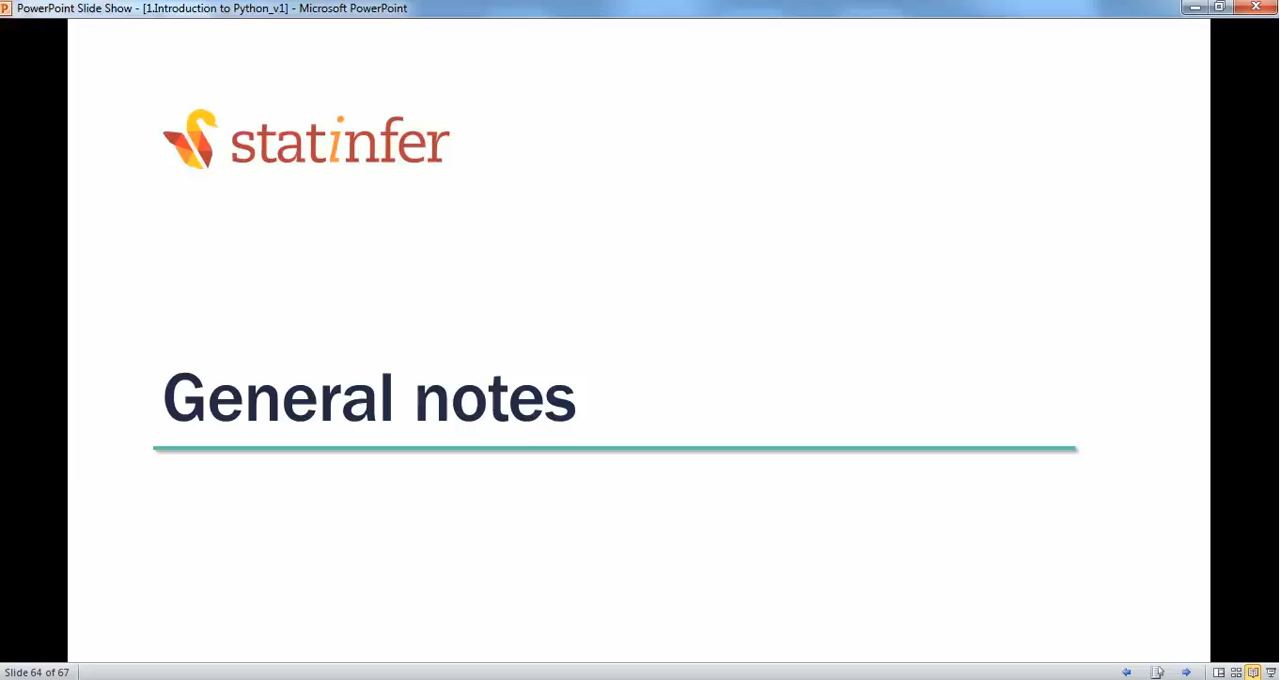 PowerPoint Slide Show - [1.Introduction to Python_v1] - Microsoft PowerPoint
statinfer
General notes
Slide 64 of 67